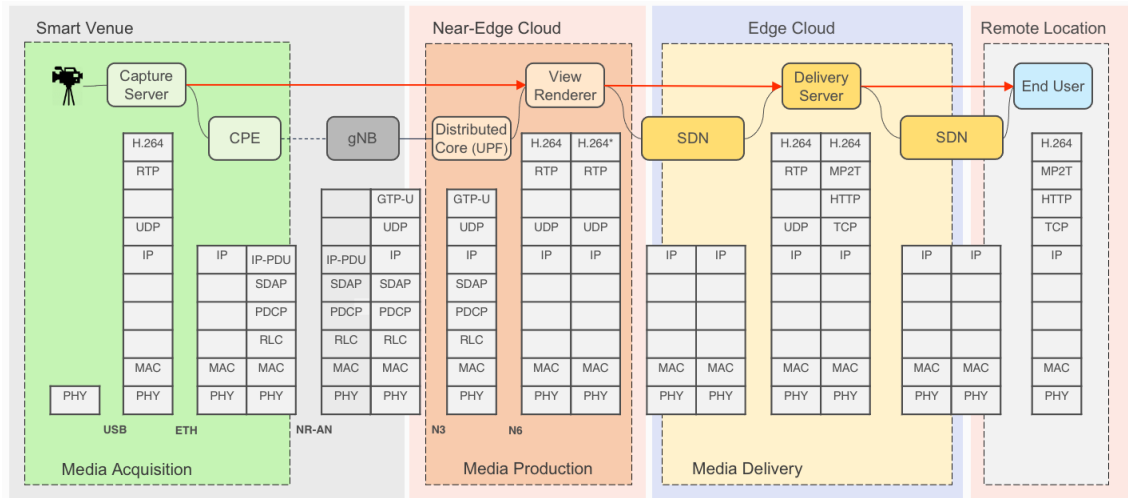 Smart Venue
Near-Edge Cloud
Edge Cloud
Remote Location
Capture
Server
View
Renderer
Delivery
Server
End User
CPE
gNB
Distributed
Core (UPF)
SDN
SDN
H.264 H.264 H.264* H.264 H.264 H.264
RTP RTP RTP RTP MP2T MP2T
GTP-U GTP-U HTTP HTTP
UDP UDP UDP UDP UDP UDP TCP TCP
IP IP IP-PDU IP-PDU IP IP IP IP IP IP IP IP IP IP IP
SDAP SDAP SDAP SDAP
PDCP PDCP PDCP PDCP
RLC RLC RLC RLC
MAC MAC MAC MAC MAC MAC MAC MAC MAC MAC MAC MAC MAC MAC MAC
PHY PHY PHY PHY PHY PHY PHY PHY PHY PHY PHY PHY PHY PHY PHY PHY
USB ETH NR-AN N3 N6
Media Acquisition
Media Production
Media Delivery